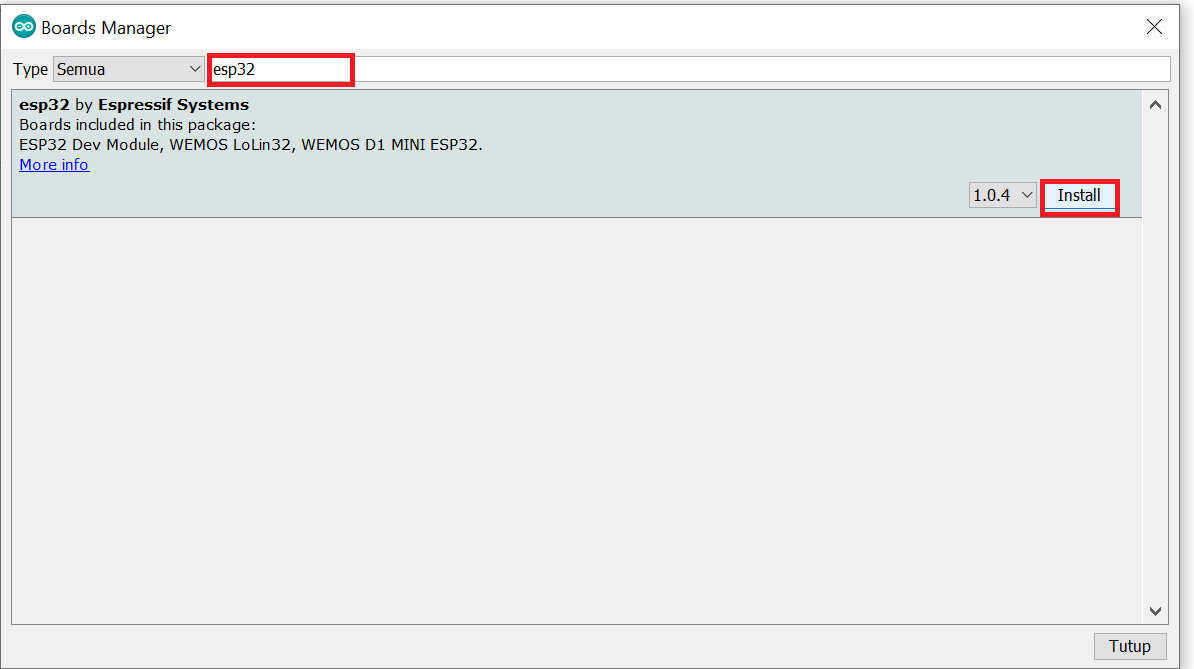 Boards Manager
Type Semua esp32
esp32 by Espressif Systems
Boards included in this package:
ESP32 Dev Module, WEMOS LoLin32, WEMOS D1 MINI ESP32.
More info
1.0.4 Install
Tutup